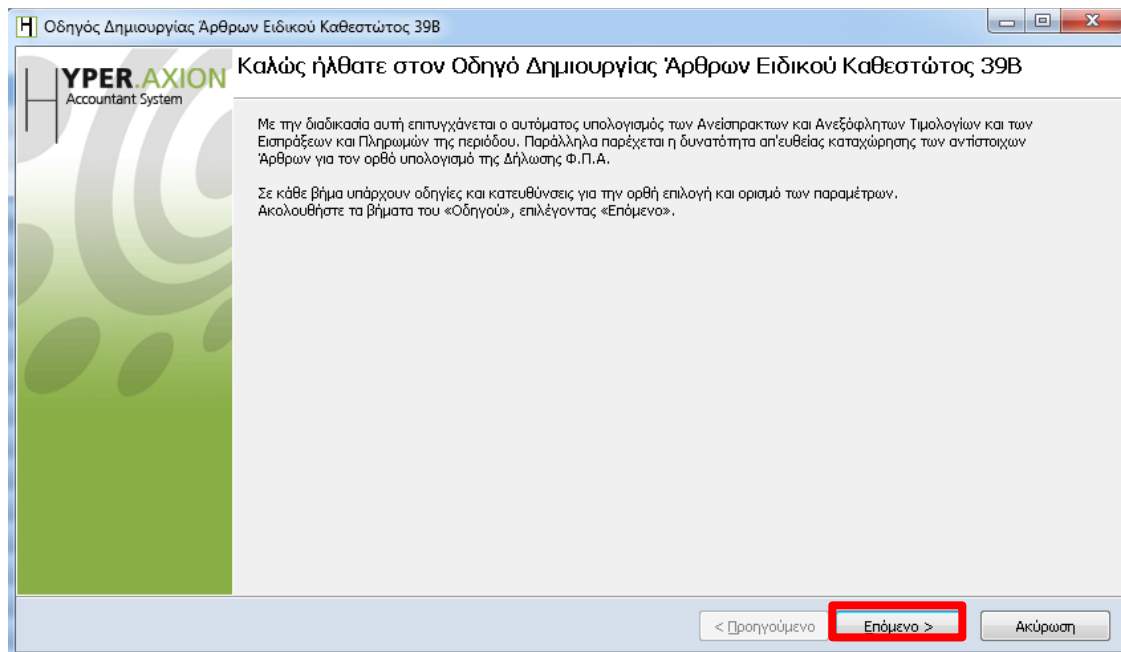 Οδηγός Δημιουργίας Άρθρων Ειδικού Καθεστώτος 39Β
HYPER.AXION
Accountant System
Καλώς ήλθατε στον Οδηγό Δημιουργίας Άρθρων Ειδικού Καθεστώτος 39Β
Με την διαδικασία αυτή επιτυγχάνεται ο αυτόματος υπολογισμός των Ανείσπρακτων και Ανεξόφλητων Τιμολογίων και των
Εισπράξεων και Πληρωμών της περιόδου. Παράλληλα παρέχεται η δυνατότητα απ'ευθείας καταχώρησης των αντίστοιχων
Άρθρων για τον ορθό υπολογισμό της Δήλωσης Φ.Π.Α.
Σε κάθε βήμα υπάρχουν οδηγίες και κατευθύνσεις για την ορθή επιλογή και ορισμό των παραμέτρων.
Ακολουθήστε τα βήματα του «Οδηγού», επιλέγοντας «Επόμενο».
< Προηγούμενο
Επόμενο >
Ακύρωση